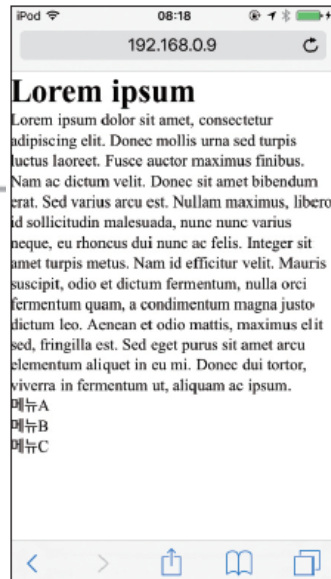 iPod 08:18
192.168.0.9
Lorem ipsum
Lorem ipsum dolor sit amet, consectetur
adipiscing elit. Donec mollis urna sed turpis
luctus laoreet. Fusce auctor maximus finibus.
Nam ac dictum velit. Donec sit amet bibendum
erat. Sed varius arcu est. Nullam maximus, libero
id sollicitudin malesuada, nunc nunc varius
neque, eu rhoncus dui nunc ac felis. Integer sit
amet turpis metus. Nam id efficitur velit. Mauris
suscipit, odio et dictum fermentum, nulla orci
fermentum quam, a condimentum magna justo
dictum leo. Aenean et odio mattis, maximus elit
sed, fringilla est. Sed eget purus sit amet arcu
elementum aliquet in eu mi. Donec dui tortor,
viverra in fermentum ut, aliquam ac ipsum.
메뉴A
메뉴B
메뉴C